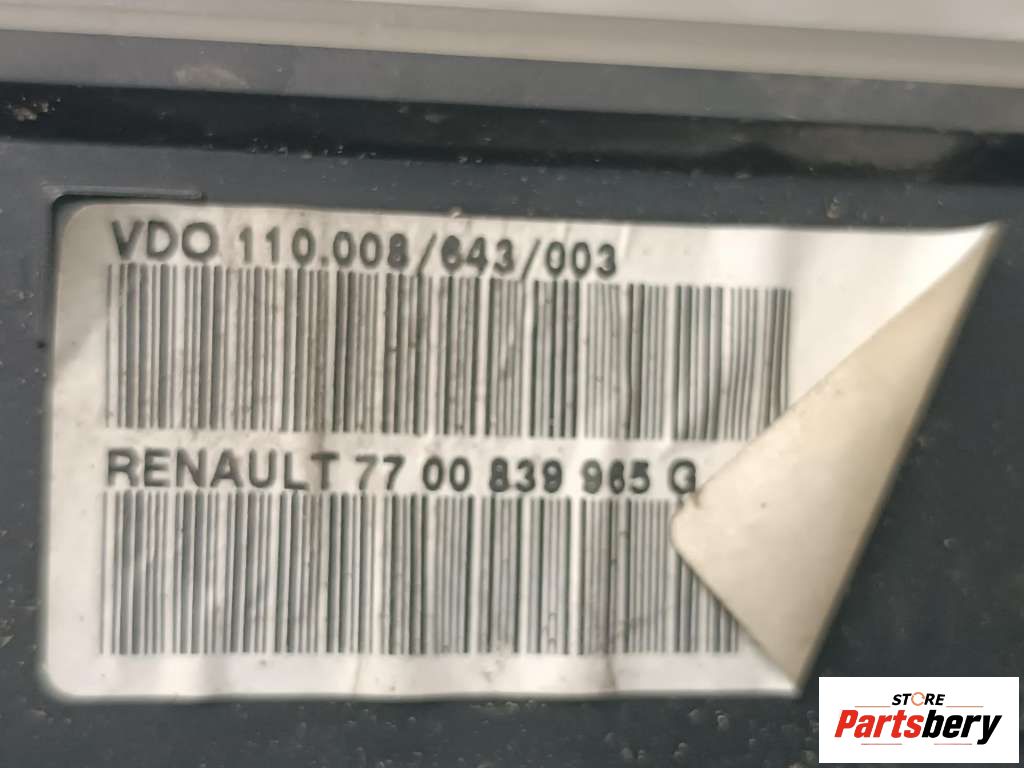 VDO 110.008/643/003
RENAULT 77 00 839 965 G
STORE
Partsbery